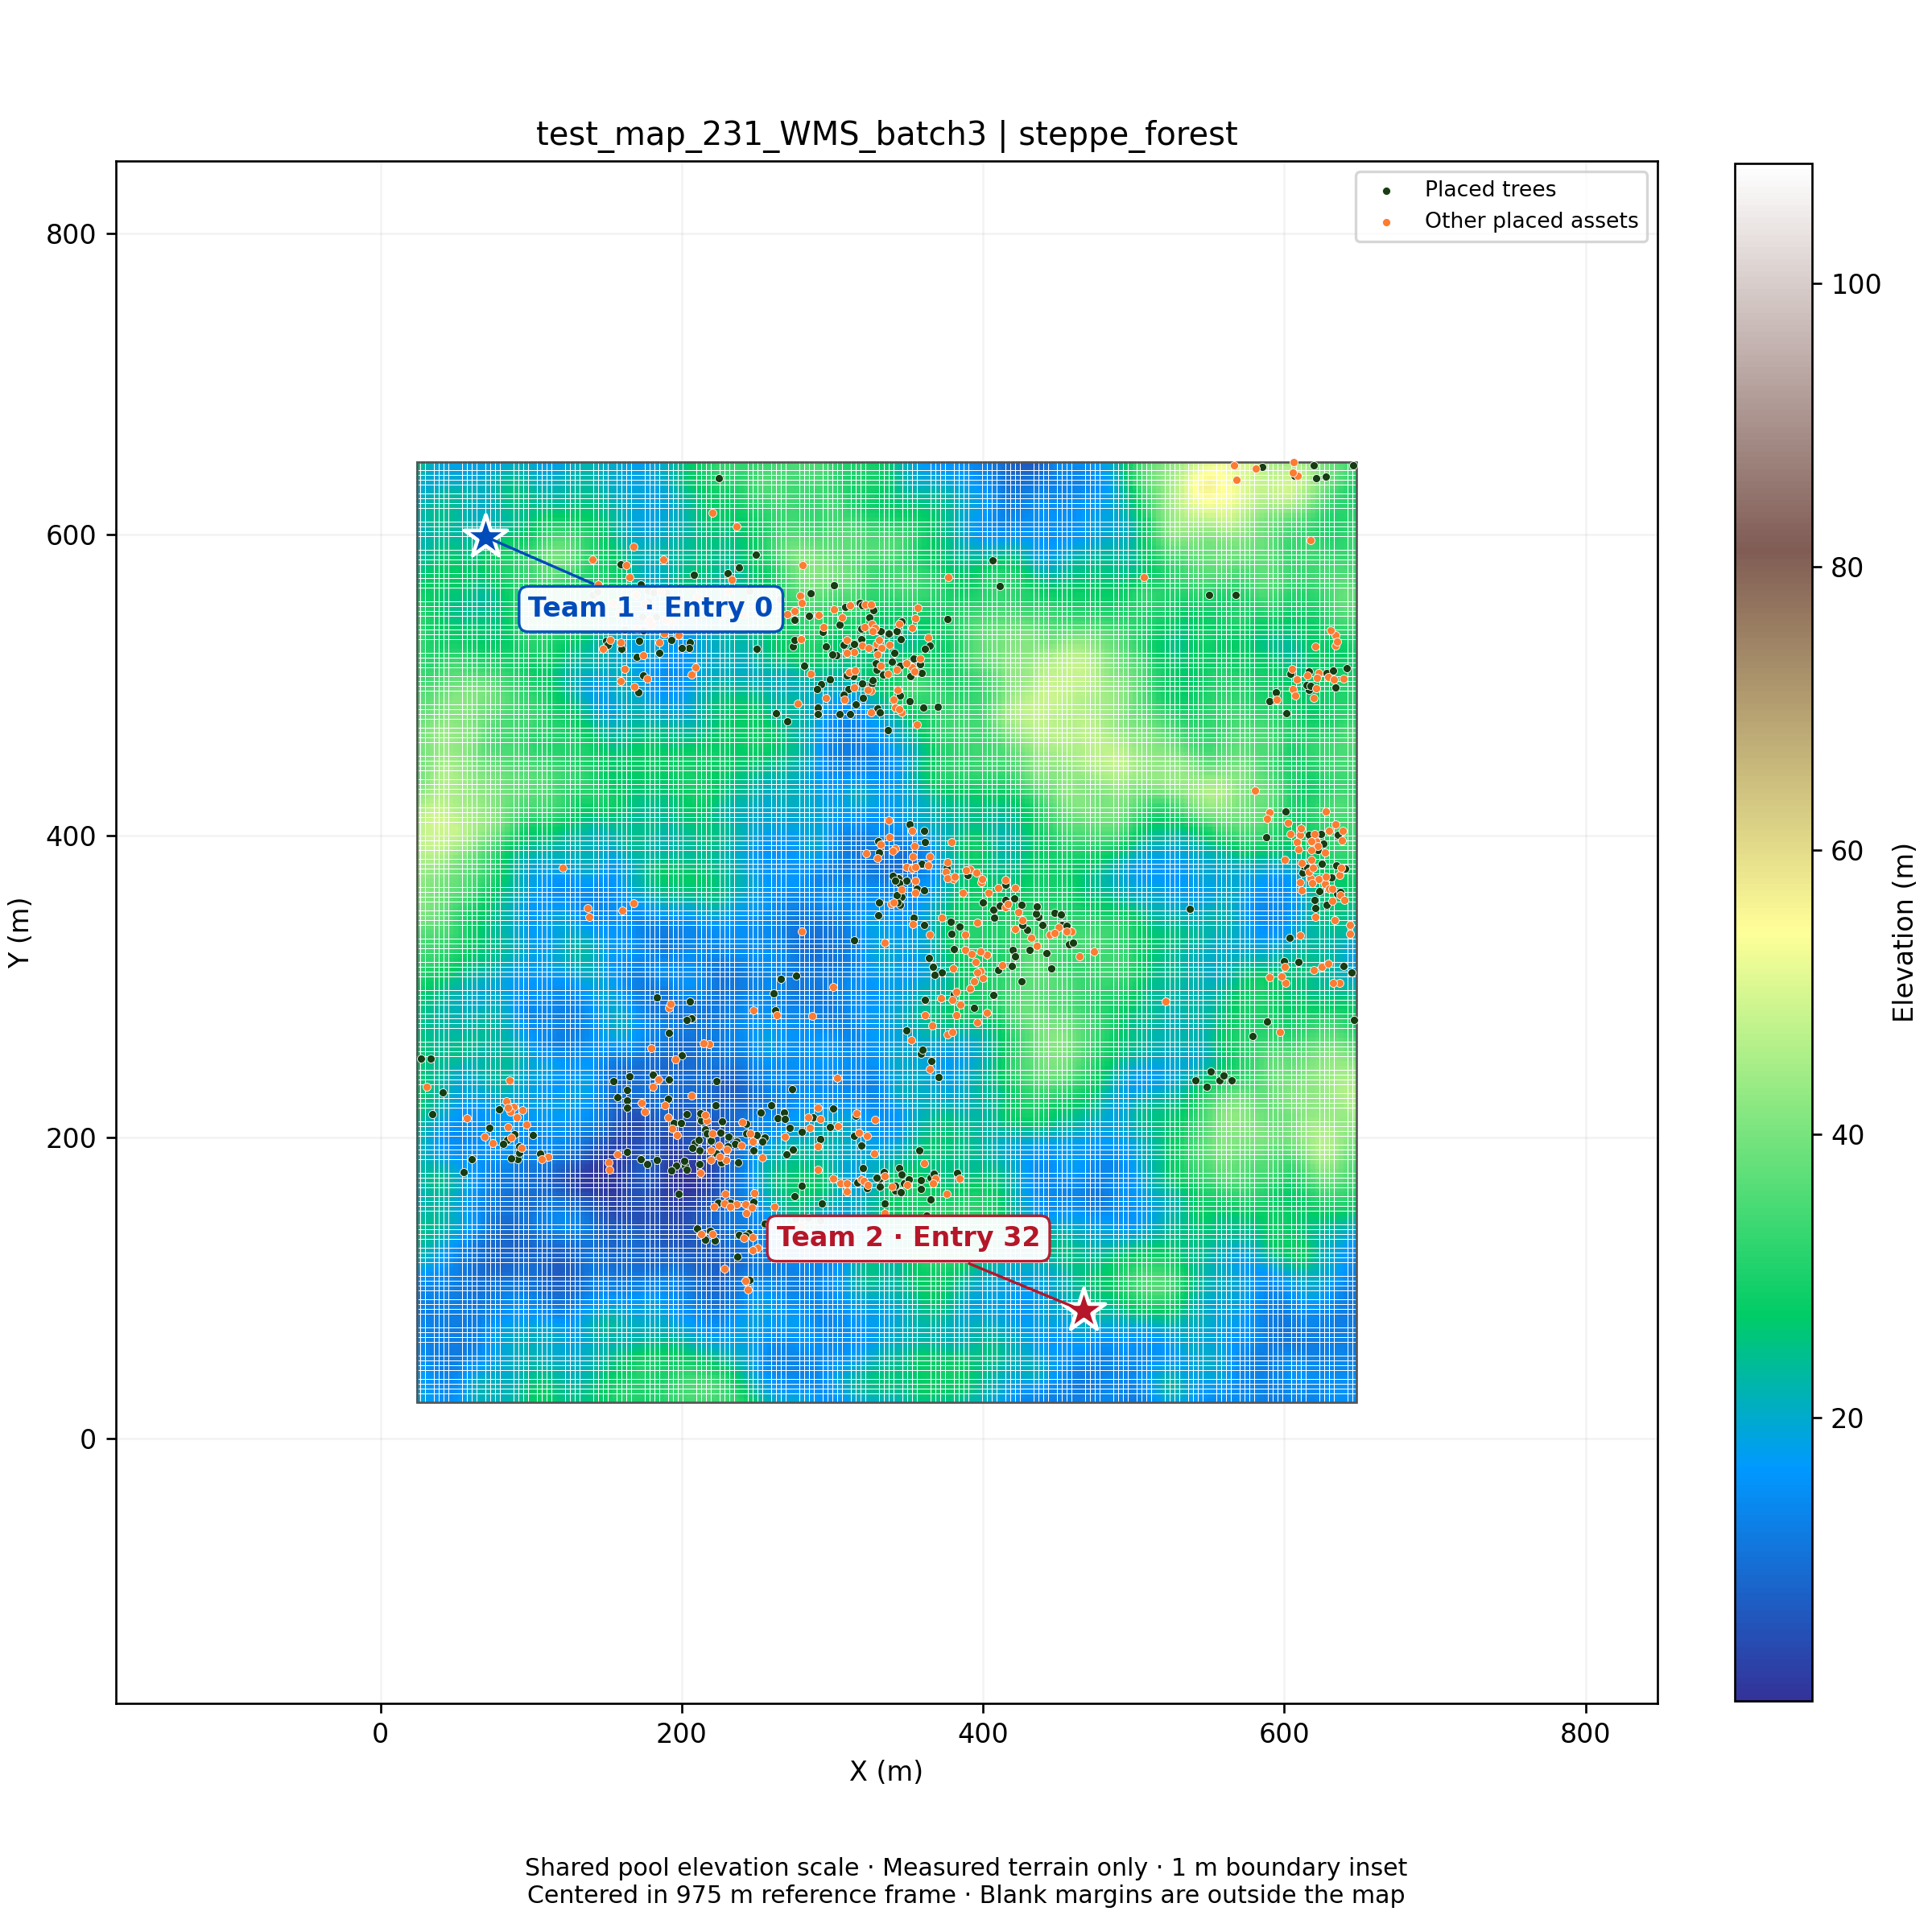 test_map_231_WMS_batch3 | steppe_forest
Placed trees
Other placed assets
Team 1 · Entry 0
Team 2 · Entry 32
800
600
400
200
0
Y (m)
0
200
400
600
800
X (m)
100
80
60
40
20
Elevation (m)
Shared pool elevation scale · Measured terrain only · 1 m boundary inset
Centered in 975 m reference frame · Blank margins are outside the map